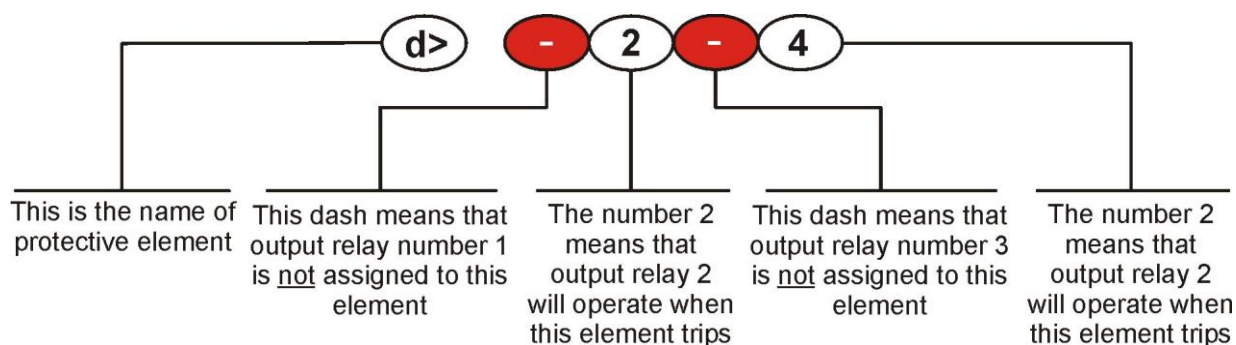 d> - 2 - 4
This is the name of
protective element
This dash means that
output relay number 1
is not assigned to this
element
The number 2
means that
output relay 2
will operate when
this element trips
This dash means that
output relay number 3
is not assigned to this
element
The number 2
means that
output relay 2
will operate when
this element trips